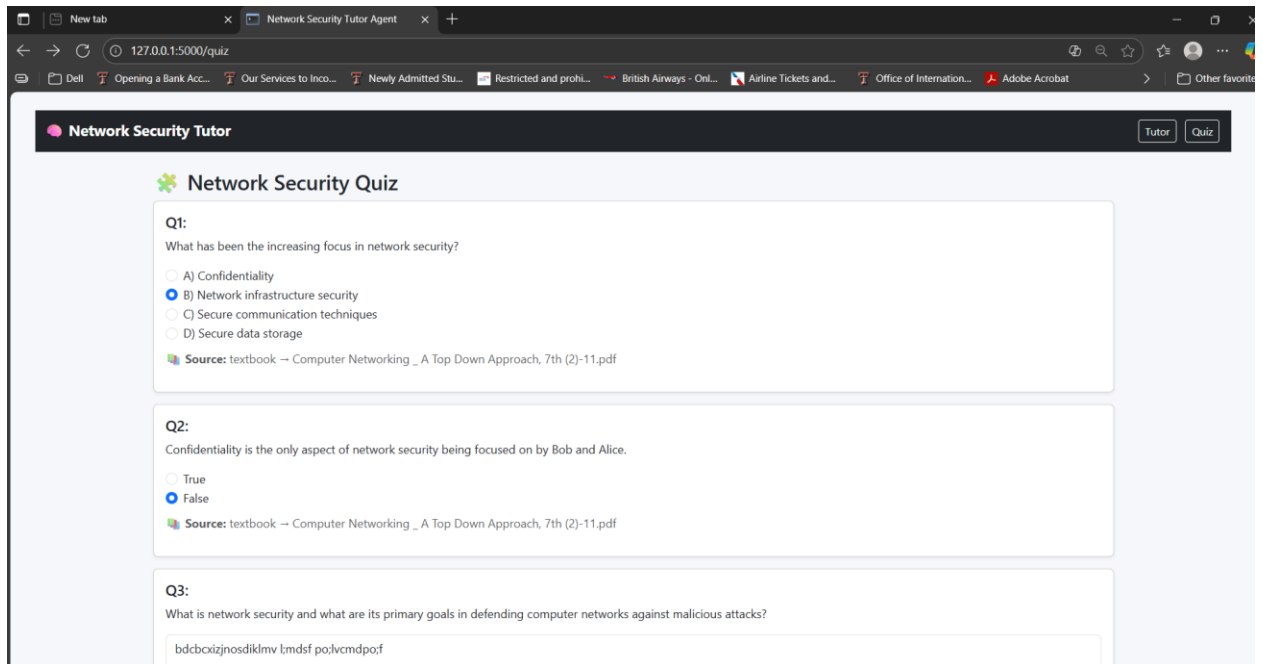 New tab
Network Security Tutor Agent
127.0.0.1:5000/quiz
Dell
Opening a Bank Acc...
Our Services to Inco...
Newly Admitted Stu...
Restricted and prohi...
British Airways - Onl...
Airline Tickets and...
Office of Internation...
Adobe Acrobat
Other favorite
Network Security Tutor
Tutor
Quiz
Network Security Quiz
Q1:
What has been the increasing focus in network security?
A) Confidentiality
B) Network infrastructure security
C) Secure communication techniques
D) Secure data storage
Source: textbook → Computer Networking _ A Top Down Approach, 7th (2)-11.pdf
Q2:
Confidentiality is the only aspect of network security being focused on by Bob and Alice.
True
False
Source: textbook → Computer Networking _ A Top Down Approach, 7th (2)-11.pdf
Q3:
What is network security and what are its primary goals in defending computer networks against malicious attacks?
bdcbcxizjnosdiklmv l;mdsf po;lvcmdpo;f